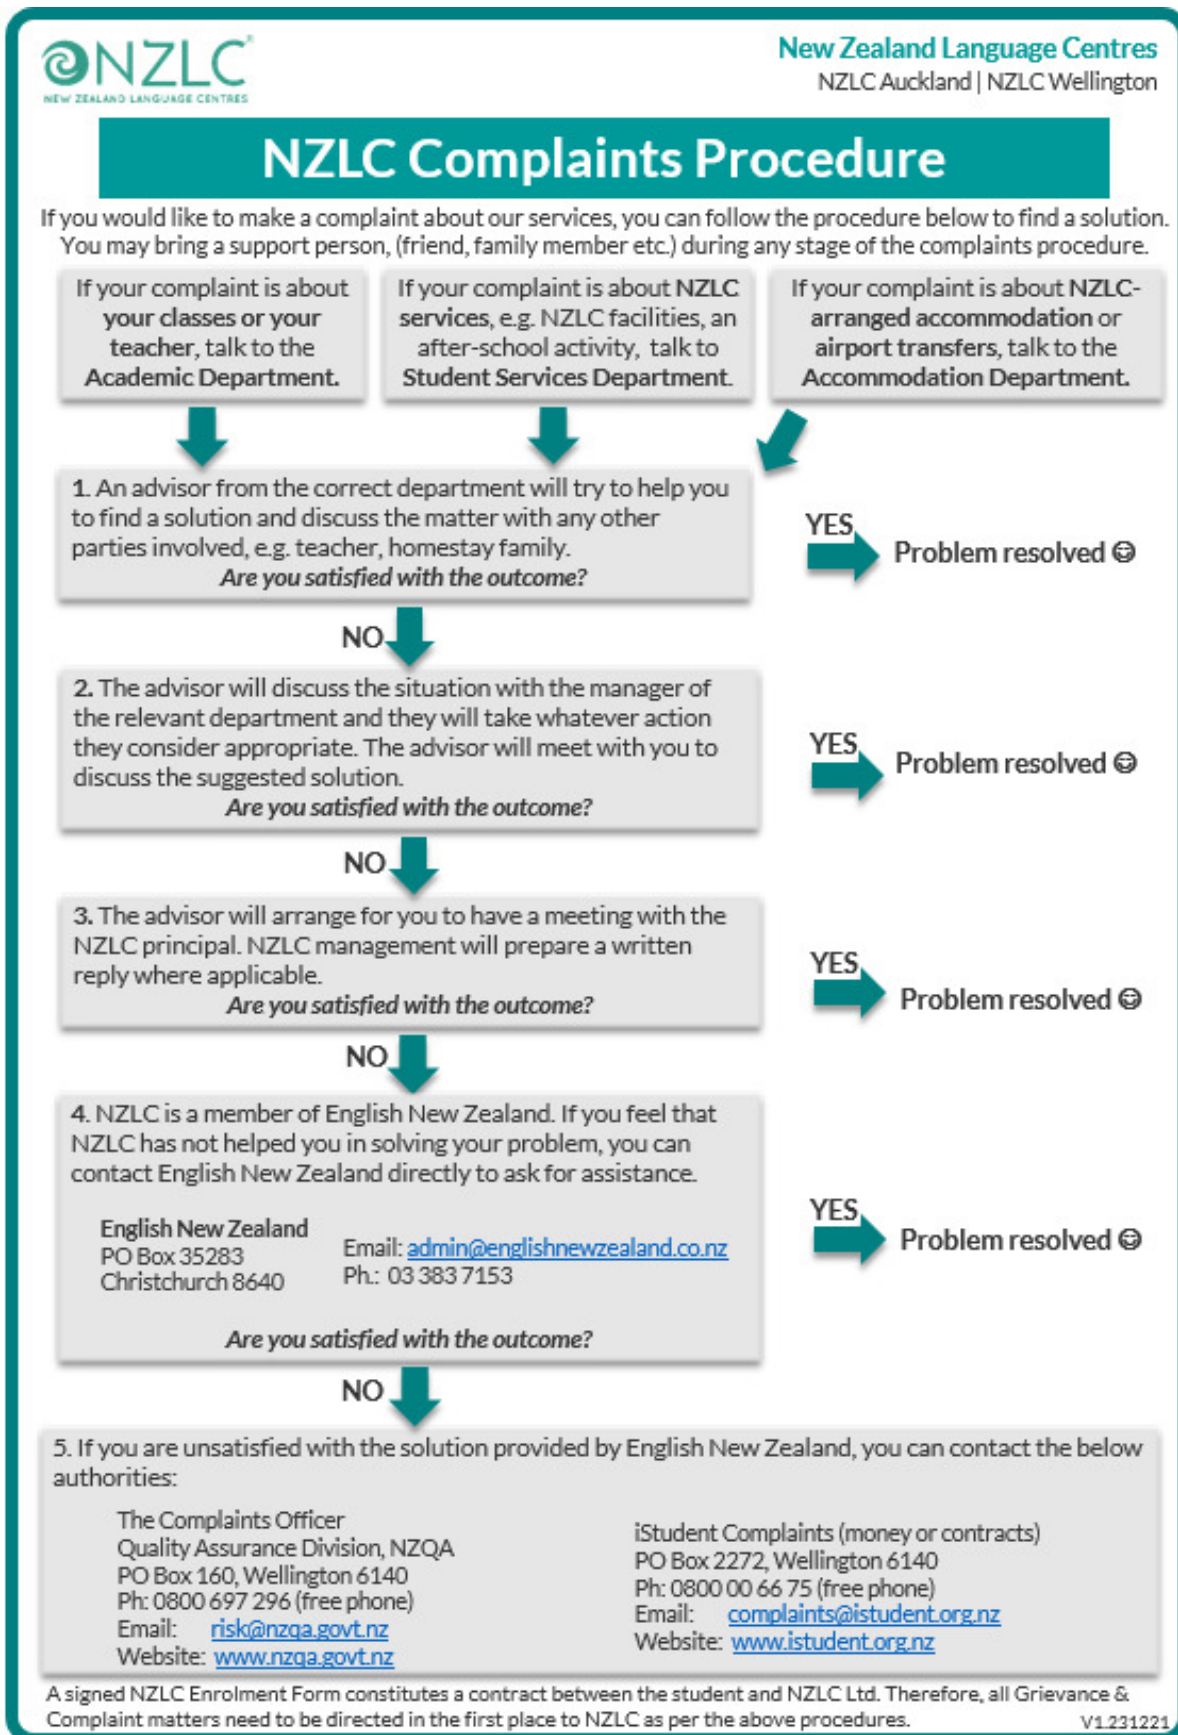 NZLC
NEW ZEALAND LANGUAGE CENTRES
New Zealand Language Centres
NZLC Auckland | NZLC Wellington
NZLC Complaints Procedure
If you would like to make a complaint about our services, you can follow the procedure below to find a solution.
You may bring a support person, (friend, family member etc.) during any stage of the complaints procedure.
If your complaint is about
your classes or your
teacher, talk to the
Academic Department.
If your complaint is about NZLC
services, e.g. NZLC facilities, an
after-school activity, talk to
Student Services Department.
If your complaint is about NZLC-
arranged accommodation or
airport transfers, talk to the
Accommodation Department.
1. An advisor from the correct department will try to help you
to find a solution and discuss the matter with any other
parties involved, e.g. teacher, homestay family.
Are you satisfied with the outcome?
YES
Problem resolved 😊
NO
2. The advisor will discuss the situation with the manager of
the relevant department and they will take whatever action
they consider appropriate. The advisor will meet with you to
discuss the suggested solution.
Are you satisfied with the outcome?
YES
Problem resolved 😊
NO
3. The advisor will arrange for you to have a meeting with the
NZLC principal. NZLC management will prepare a written
reply where applicable.
Are you satisfied with the outcome?
YES
Problem resolved 😊
NO
4. NZLC is a member of English New Zealand. If you feel that
NZLC has not helped you in solving your problem, you can
contact English New Zealand directly to ask for assistance.
English New Zealand
PO Box 35283
Christchurch 8640
Email: admin@englishnewzealand.co.nz
Ph.: 03 383 7153
Are you satisfied with the outcome?
YES
Problem resolved 😊
NO
5. If you are unsatisfied with the solution provided by English New Zealand, you can contact the below
authorities:
The Complaints Officer
Quality Assurance Division, NZQA
PO Box 160, Wellington 6140
Ph: 0800 697 296 (free phone)
Email: risk@nzqa.govt.nz
Website: www.nzqa.govt.nz
iStudent Complaints (money or contracts)
PO Box 2272, Wellington 6140
Ph: 0800 00 66 75 (free phone)
Email: complaints@istudent.org.nz
Website: www.istudent.org.nz
A signed NZLC Enrolment Form constitutes a contract between the student and NZLC Ltd. Therefore, all Grievance &
Complaint matters need to be directed in the first place to NZLC as per the above procedures.
V1.231221